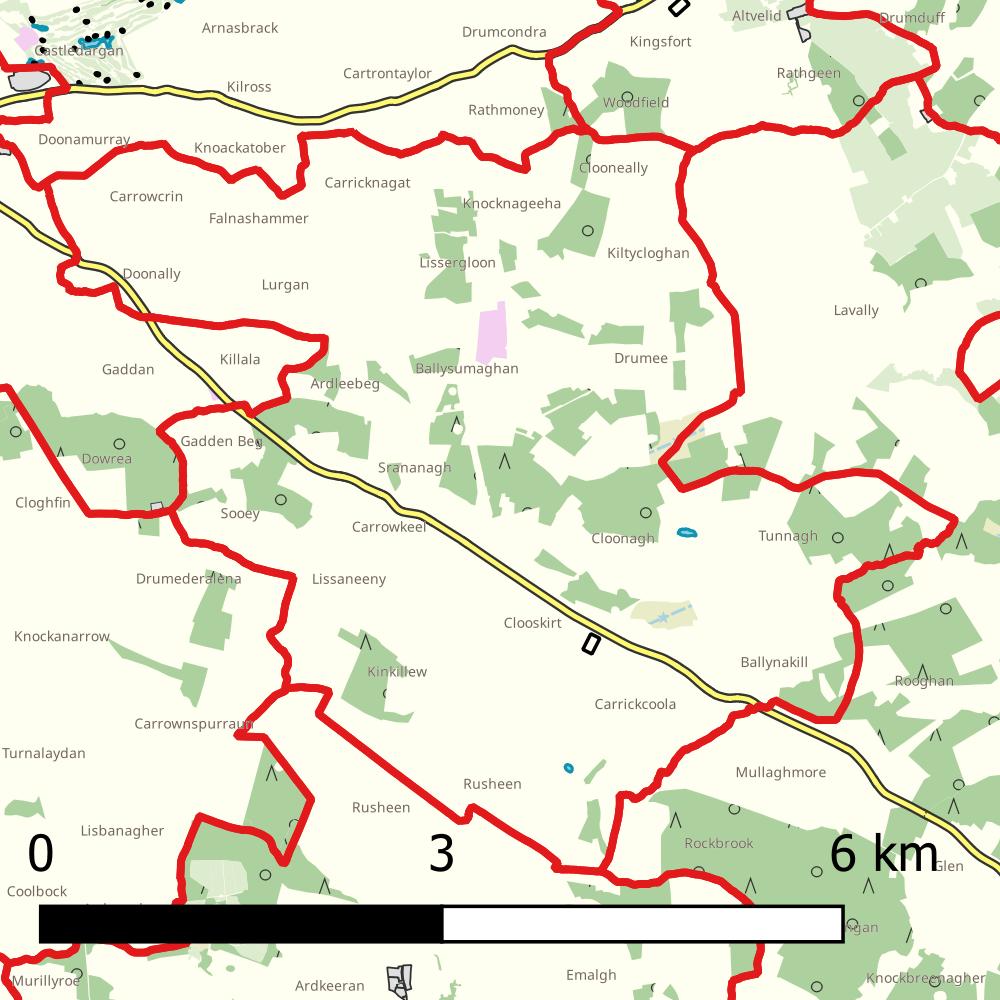 Altvelid
Drumduff
Arnasbrack
Drumcondra
Kingsfort
Castledargan
Cartrontaylor
Rathgeen
Kilross
Woodfield
Rathmoney
Doonamurray
Knoackatober
Clooneally
Carricknagat
Carrowcrin
Knocknageeha
Falnashammer
Kiltycloghan
Lissergloon
Doonally
Lurgan
Lavally
Killala
Drumee
Gaddan
Ballysumaghan
Ardleebeg
Gadden Beg
Dowrea
Srananagh
Cloghfin
Sooey
Carrowkeel
Cloonagh
Tunnagh
Drumederalena
Lissaneeny
Clooskirt
Knockanarrow
Ballynakill
Kinkillew
Rooghan
Carrickcoola
Carrownspurraun
Turnalaydan
Mullaghmore
Rusheen
Rusheen
Lisbanagher
Rockbrook
0 3 6 km
Glen
Coolbock
Emalgh
Murillyroe
Knockbreenagher
Ardkeeran